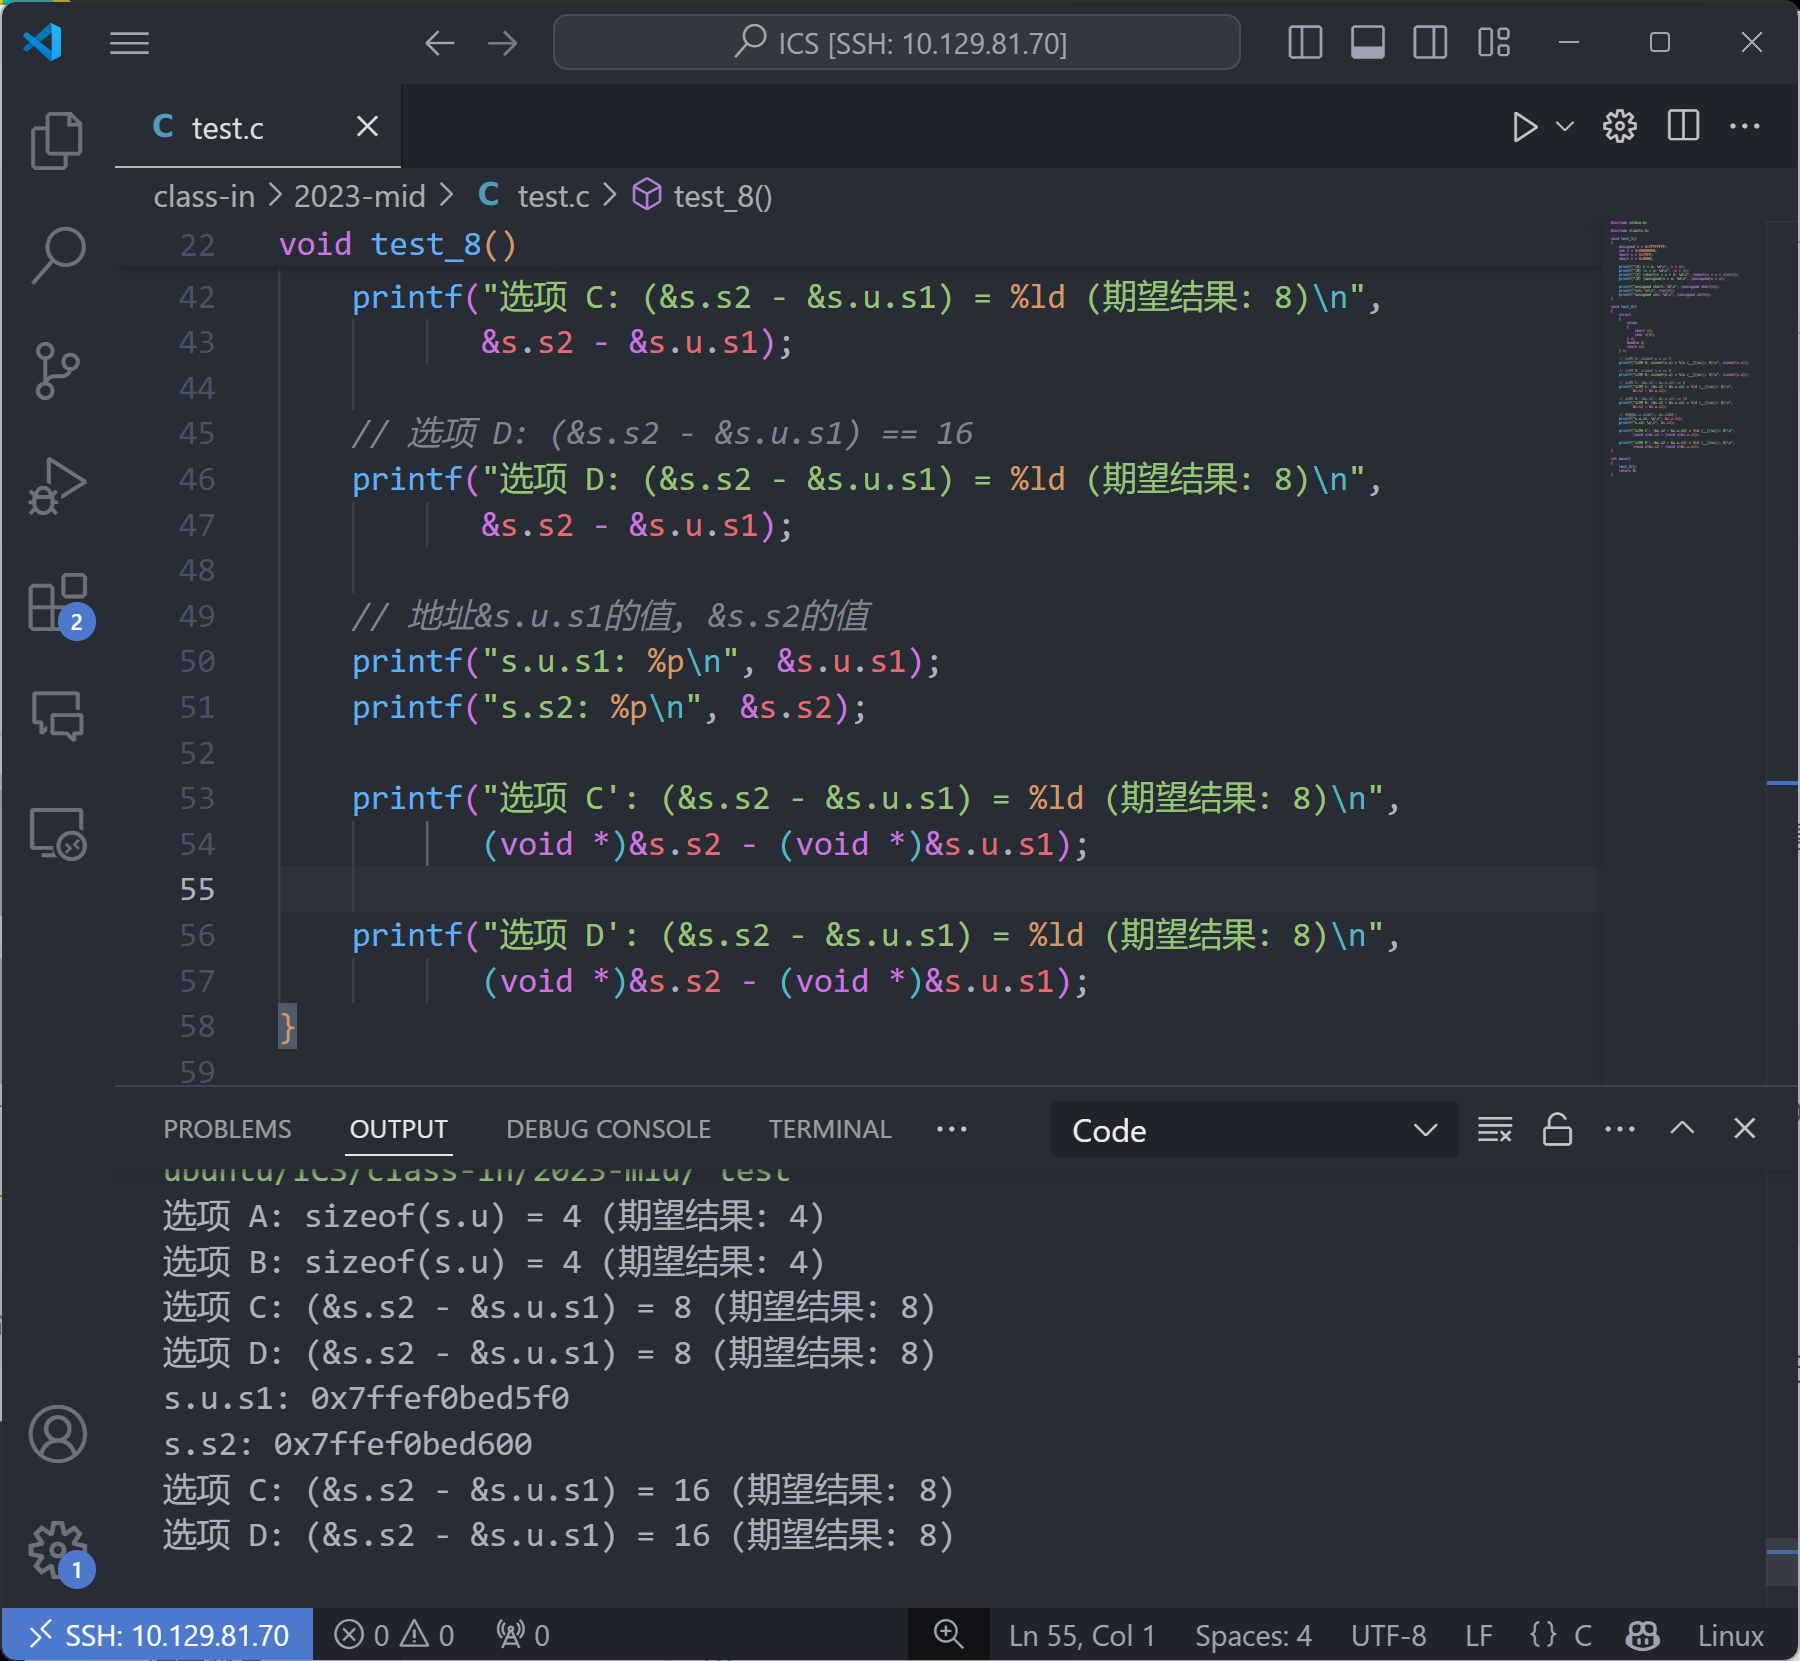 ICS [SSH: 10.129.81.70]
C test.c
class-in > 2023-mid > C test.c > test_8()
22 void test_8()
42 printf("选项 C: (&s.s2 - &s.u.s1) = %ld (期望结果: 8)\n",
43 &s.s2 - &s.u.s1);
44
45 // 选项 D: (&s.s2 - &s.u.s1) == 16
46 printf("选项 D: (&s.s2 - &s.u.s1) = %ld (期望结果: 8)\n",
47 &s.s2 - &s.u.s1);
48
49 // 地址&s.u.s1的值, &s.s2的值
50 printf("s.u.s1: %p\n", &s.u.s1);
51 printf("s.s2: %p\n", &s.s2);
52
53 printf("选项 C': (&s.s2 - &s.u.s1) = %ld (期望结果: 8)\n",
54 (void *)&s.s2 - (void *)&s.u.s1);
55
56 printf("选项 D': (&s.s2 - &s.u.s1) = %ld (期望结果: 8)\n",
57 (void *)&s.s2 - (void *)&s.u.s1);
58 }
59
2
PROBLEMS OUTPUT DEBUG CONSOLE TERMINAL Code
ubuntu/ICS/class-in/2023-mid/ test
选项 A: sizeof(s.u) = 4 (期望结果: 4)
选项 B: sizeof(s.u) = 4 (期望结果: 4)
选项 C: (&s.s2 - &s.u.s1) = 8 (期望结果: 8)
选项 D: (&s.s2 - &s.u.s1) = 8 (期望结果: 8)
s.u.s1: 0x7ffef0bed5f0
s.s2: 0x7ffef0bed600
选项 C: (&s.s2 - &s.u.s1) = 16 (期望结果: 8)
选项 D: (&s.s2 - &s.u.s1) = 16 (期望结果: 8)
1
SSH: 10.129.81.70 0 0 0 Ln 55, Col 1 Spaces: 4 UTF-8 LF {} C Linux